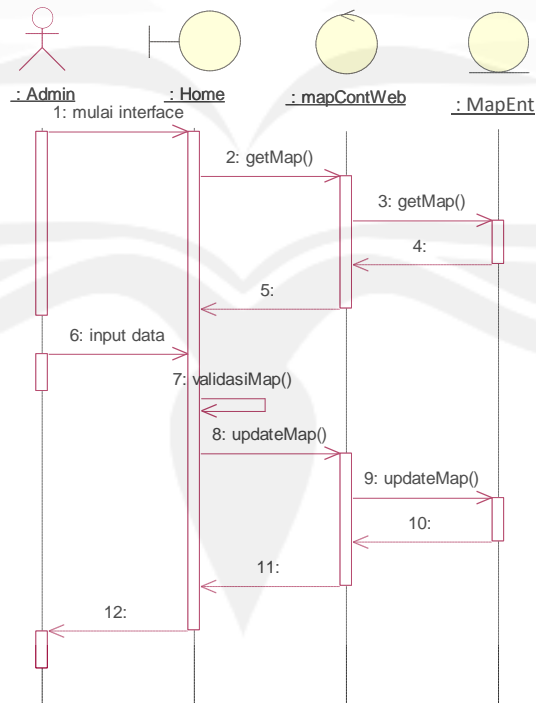 : Admin
: Home
: mapContWeb
: MapEnt
1: mulai interface
2: getMap()
3: getMap()
4:
5:
6: input data
7: validasiMap()
8: updateMap()
9: updateMap()
10:
11:
12: